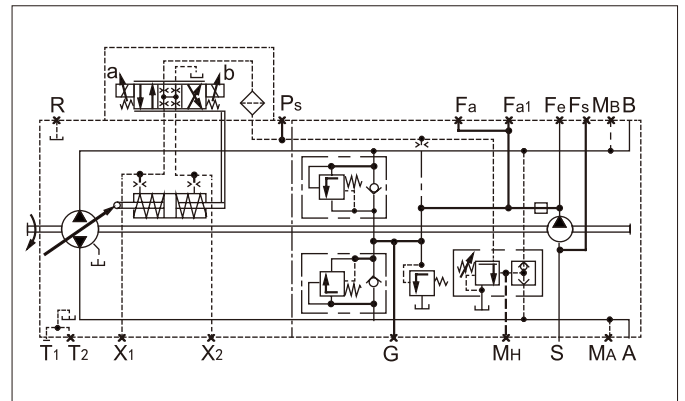 a b
R Ps Fa Fa1 Fe Fs MB B
T1 T2 X1 X2 G MH S MA A